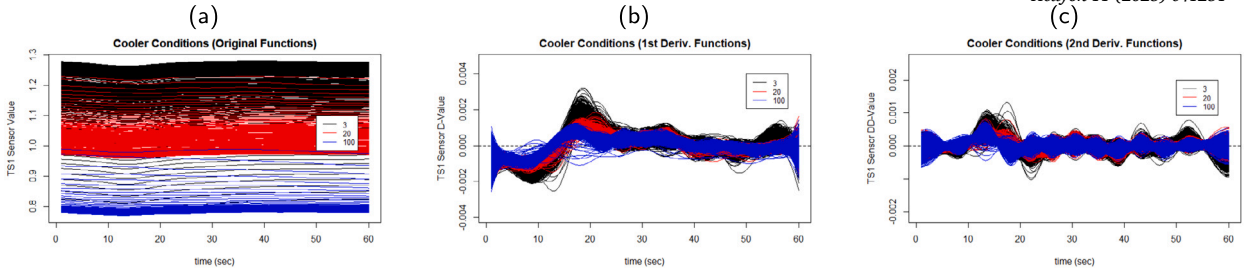 (a)
Cooler Conditions (Original Functions)
TS1 Sensor Value
1.3
1.2
1.1
1.0
0.9
0.8
3
20
100
0 10 20 30 40 50 60
time (sec)
(b)
Cooler Conditions (1st Deriv. Functions)
TS1 Sensor D-Value
0.004
0.002
0.000
-0.002
-0.004
3
20
100
0 10 20 30 40 50 60
time (sec)
(c)
Cooler Conditions (2nd Deriv. Functions)
TS1 Sensor DD-Value
0.002
0.001
0.000
-0.002
3
20
100
0 10 20 30 40 50 60
time (sec)